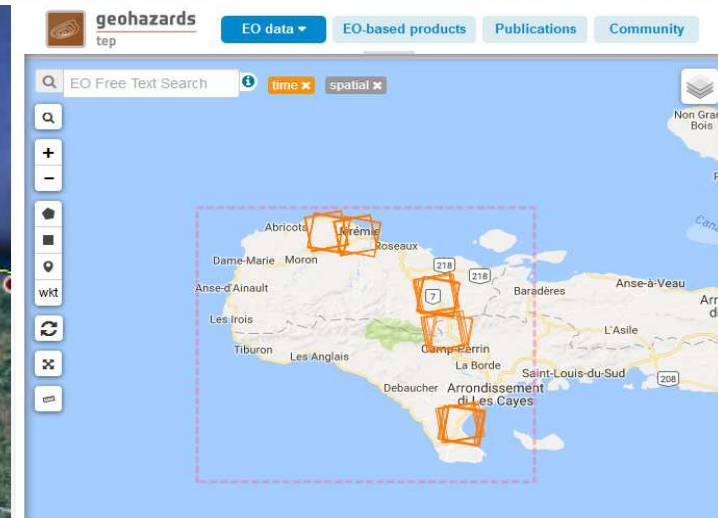 geohazards
tep
EO data
EO-based products
Publications
Community
EO Free Text Search
time ×
spatial ×
Non Gran
Bois
+
−
wkt
Abricots
Jérémie
Roseaux
Dame-Marie
Moron
218
218
Anse-d'Ainault
7
Baradères
Anse-à-Veau
Les Irois
L'Asile
Tiburon
Les Anglais
Camp-Perrin
La Borde
Saint-Louis-du-Sud
208
Debaucher
Arrondissement
di Les Cayes